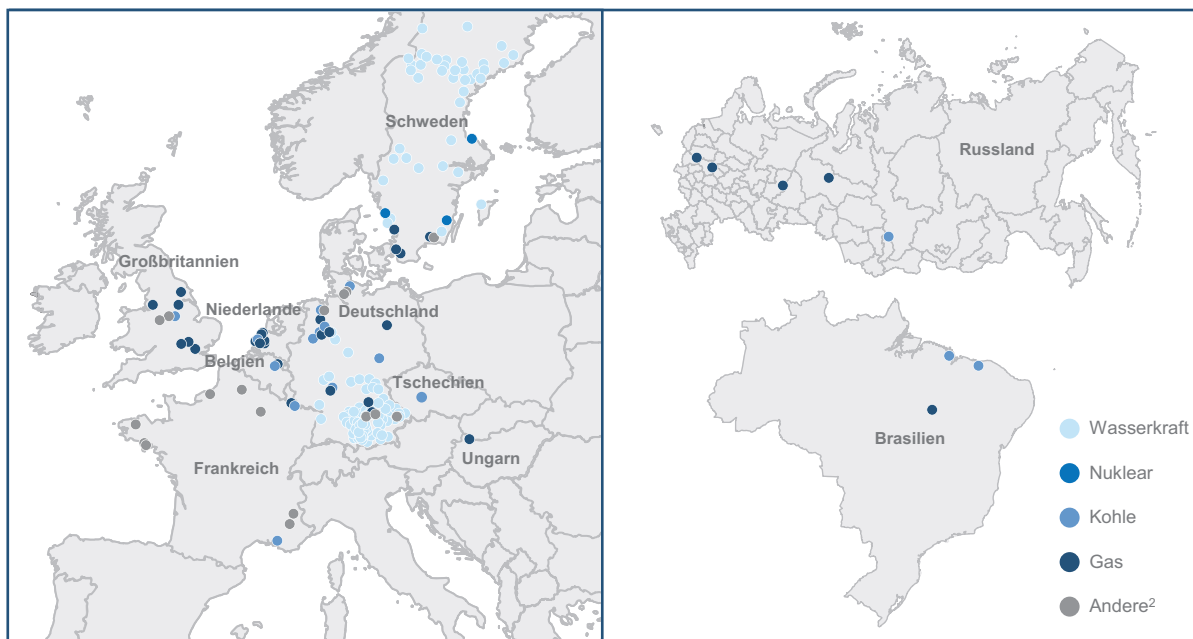 Schweden
Großbritannien
Niederlande
Deutschland
Belgien
Tschechien
Frankreich
Ungarn
Russland
Brasilien
Wasserkraft
Nuklear
Kohle
Gas
Andere²